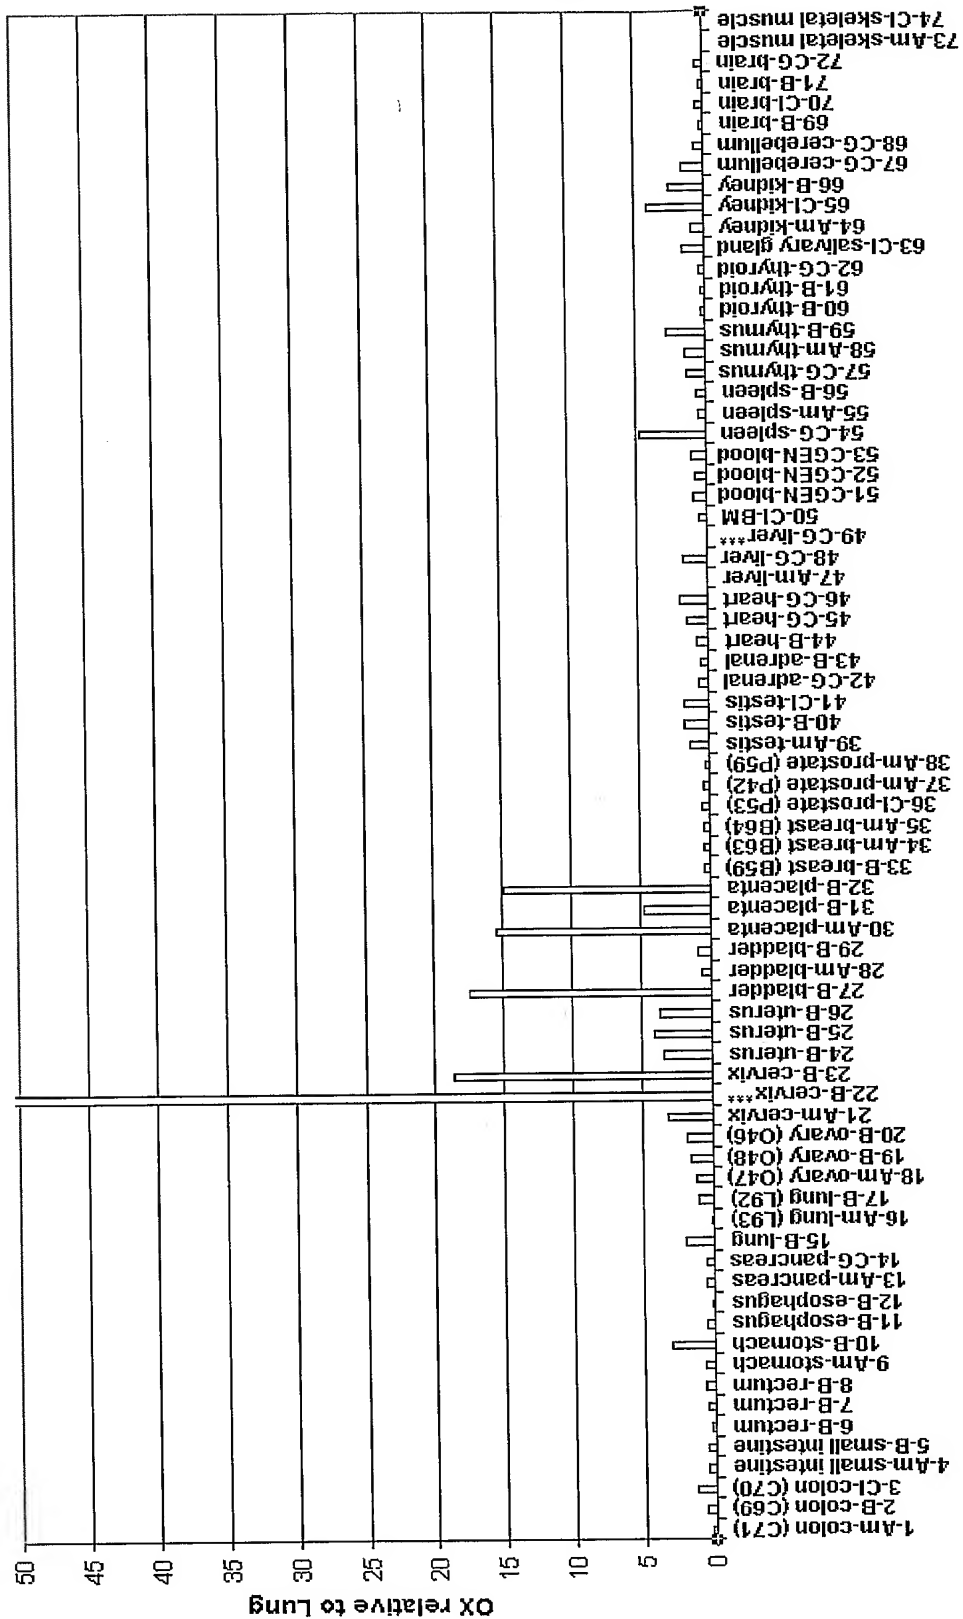 OX relative to Lung
50
45
40
35
30
25
20
15
10
5
0
1-Am-colon (C71)
2-B-colon (C69)
3-CI-colon (C70)
4-Am-small intestine
5-B-small intestine
6-B-rectum
7-B-rectum
8-B-rectum
9-Am-stomach
10-B-stomach
11-B-esophagus
12-B-esophagus
13-Am-pancreas
14-CG-pancreas
15-B-lung
16-Am-lung (L93)
17-B-lung (L92)
18-Am-ovary (O47)
19-B-ovary (O48)
20-B-ovary (O46)
21-Am-cervix
22-B-cervix***
23-B-cervix
24-B-uterus
25-B-uterus
26-B-uterus
27-B-bladder
28-Am-bladder
29-B-bladder
30-Am-placenta
31-B-placenta
32-B-placenta
33-B-breast (B59)
34-Am-breast (B63)
35-Am-breast (B64)
36-CI-prostate (P53)
37-Am-prostate (P42)
38-Am-prostate (P59)
39-Am-testis
40-B-testis
41-CI-testis
42-CG-adrenal
43-B-adrenal
44-B-heart
45-CG-heart
46-CG-heart
47-Am-liver
48-CG-liver
49-CG-liver***
50-CI-BM
51-CGEN-blood
52-CGEN-blood
53-CGEN-blood
54-CG-spleen
55-Am-spleen
56-B-spleen
57-CG-thymus
58-Am-thymus
59-B-thymus
60-B-thyroid
61-B-thyroid
62-CG-thyroid
63-CI-salivary gland
64-Am-kidney
65-CI-kidney
66-B-kidney
67-CG-cerebellum
68-CG-cerebellum
69-B-brain
70-CI-brain
71-B-brain
72-CG-brain
73-Am-skeletal muscle
74-CI-skeletal muscle